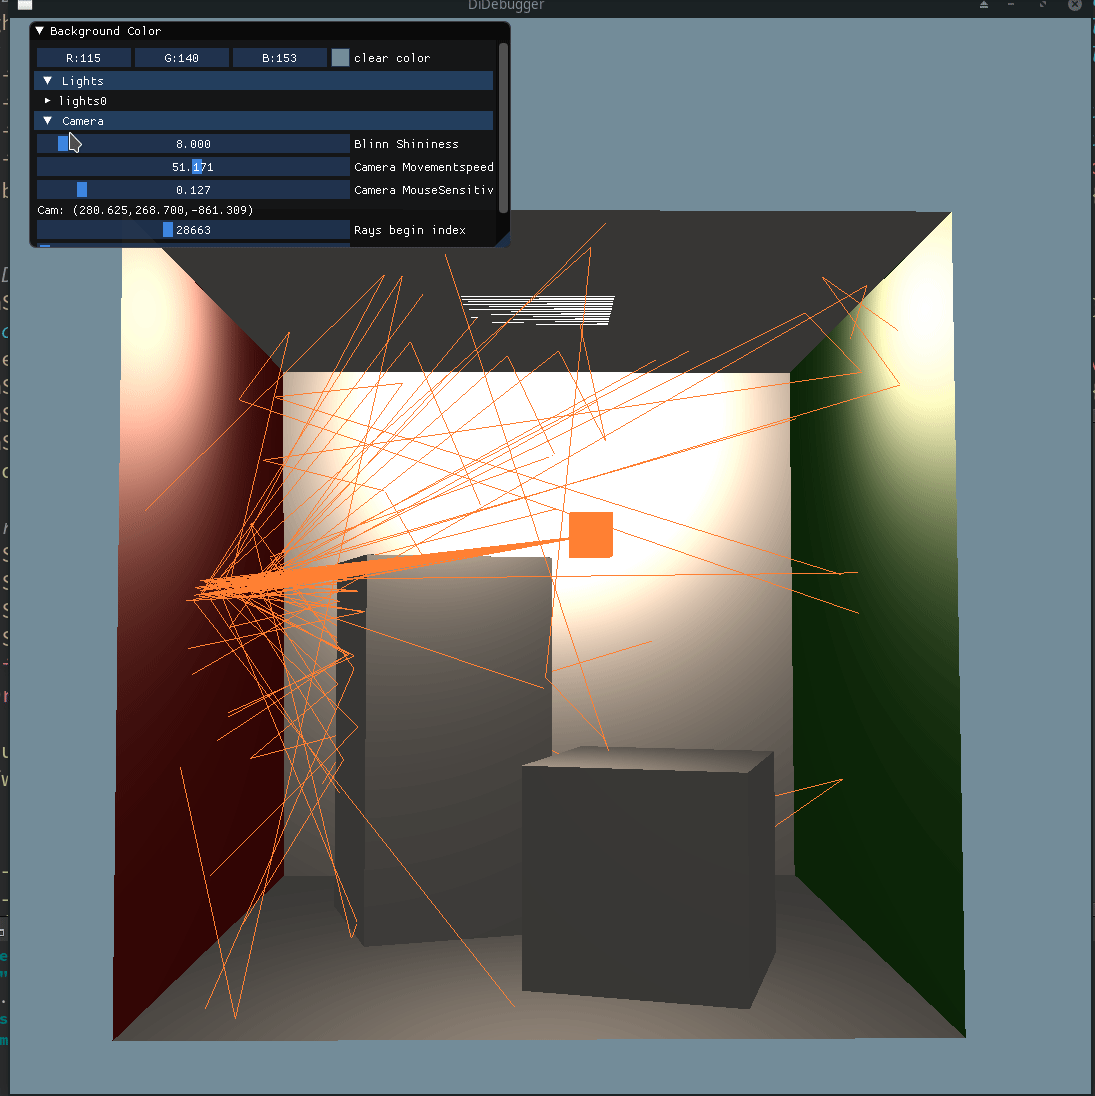 DiDebugger
Background Color
R:115 G:140 B:153 clear color
Lights
lights0
Camera
8.000 Blinn Shininess
51.171 Camera Movementspeed
0.127 Camera MouseSensitiv
Cam: (280.625,268.700,-861.309)
28663 Rays begin index